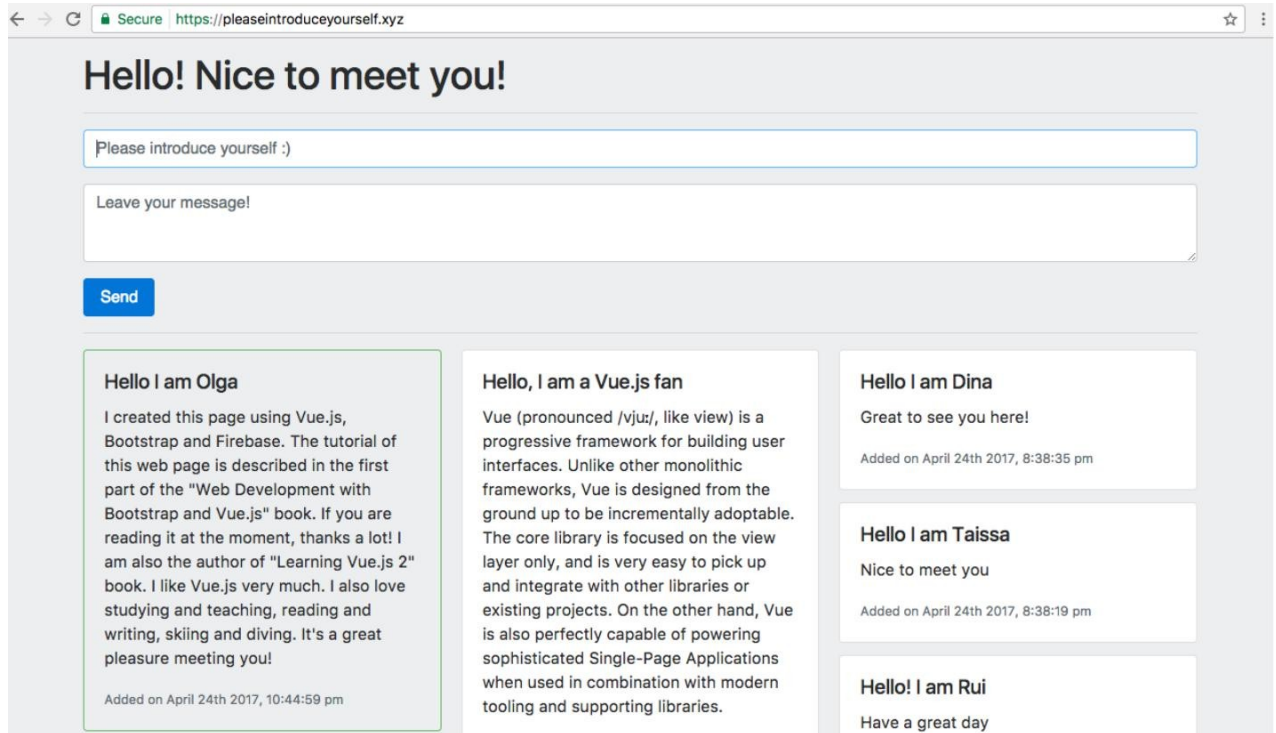 Secure https://pleaseintroduceyourself.xyz
Hello! Nice to meet you!
Please introduce yourself :)
Leave your message!
Send
Hello I am Olga
I created this page using Vue.js,
Bootstrap and Firebase. The tutorial of
this web page is described in the first
part of the "Web Development with
Bootstrap and Vue.js" book. If you are
reading it at the moment, thanks a lot! I
am also the author of "Learning Vue.js 2"
book. I like Vue.js very much. I also love
studying and teaching, reading and
writing, skiing and diving. It's a great
pleasure meeting you!
Added on April 24th 2017, 10:44:59 pm
Hello, I am a Vue.js fan
Vue (pronounced /vjuː/, like view) is a
progressive framework for building user
interfaces. Unlike other monolithic
frameworks, Vue is designed from the
ground up to be incrementally adoptable.
The core library is focused on the view
layer only, and is very easy to pick up
and integrate with other libraries or
existing projects. On the other hand, Vue
is also perfectly capable of powering
sophisticated Single-Page Applications
when used in combination with modern
tooling and supporting libraries.
Hello I am Dina
Great to see you here!
Added on April 24th 2017, 8:38:35 pm
Hello I am Taissa
Nice to meet you
Added on April 24th 2017, 8:38:19 pm
Hello! I am Rui
Have a great day